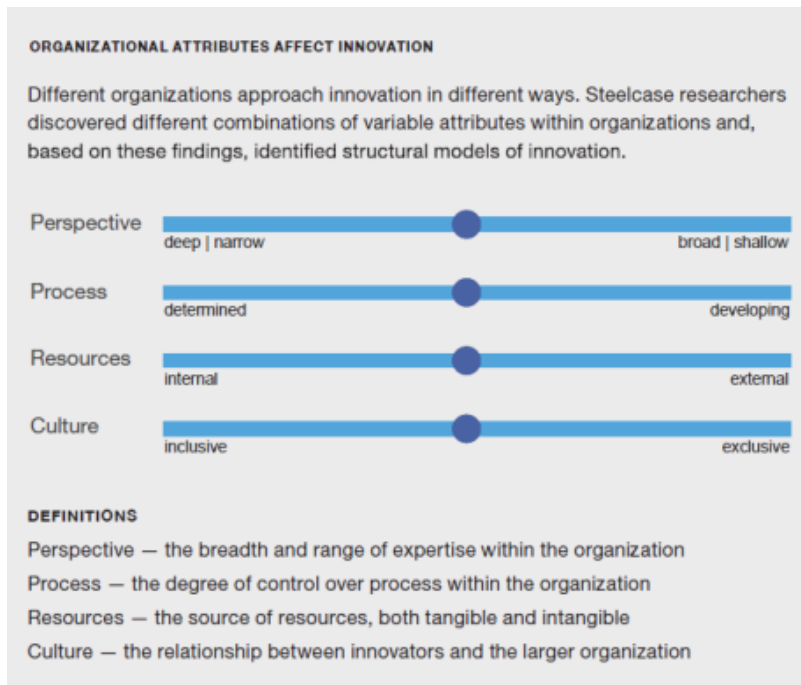 ORGANIZATIONAL ATTRIBUTES AFFECT INNOVATION
Different organizations approach innovation in different ways. Steelcase researchers
discovered different combinations of variable attributes within organizations and,
based on these findings, identified structural models of innovation.
Perspective
deep | narrow broad | shallow
Process
determined developing
Resources
internal external
Culture
inclusive exclusive
DEFINITIONS
Perspective — the breadth and range of expertise within the organization
Process — the degree of control over process within the organization
Resources — the source of resources, both tangible and intangible
Culture — the relationship between innovators and the larger organization